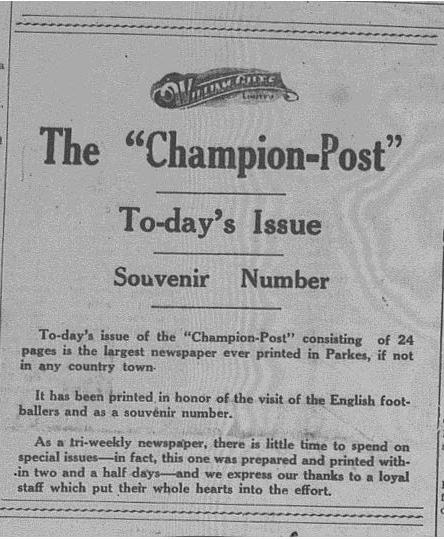 WILLIAM GILES
LIMITED
The "Champion-Post"
To-day's Issue
Souvenir Number
To-day's issue of the "Champion-Post" consisting of 24
pages is the largest newspaper ever printed in Parkes, if not
in any country town.
It has been printed in honor of the visit of the English foot-
ballers and as a souvenir number.
As a tri-weekly newspaper, there is little time to spend on
special issues—in fact, this one was prepared and printed with-
in two and a half days—and we express our thanks to a loyal
staff which put their whole hearts into the effort.